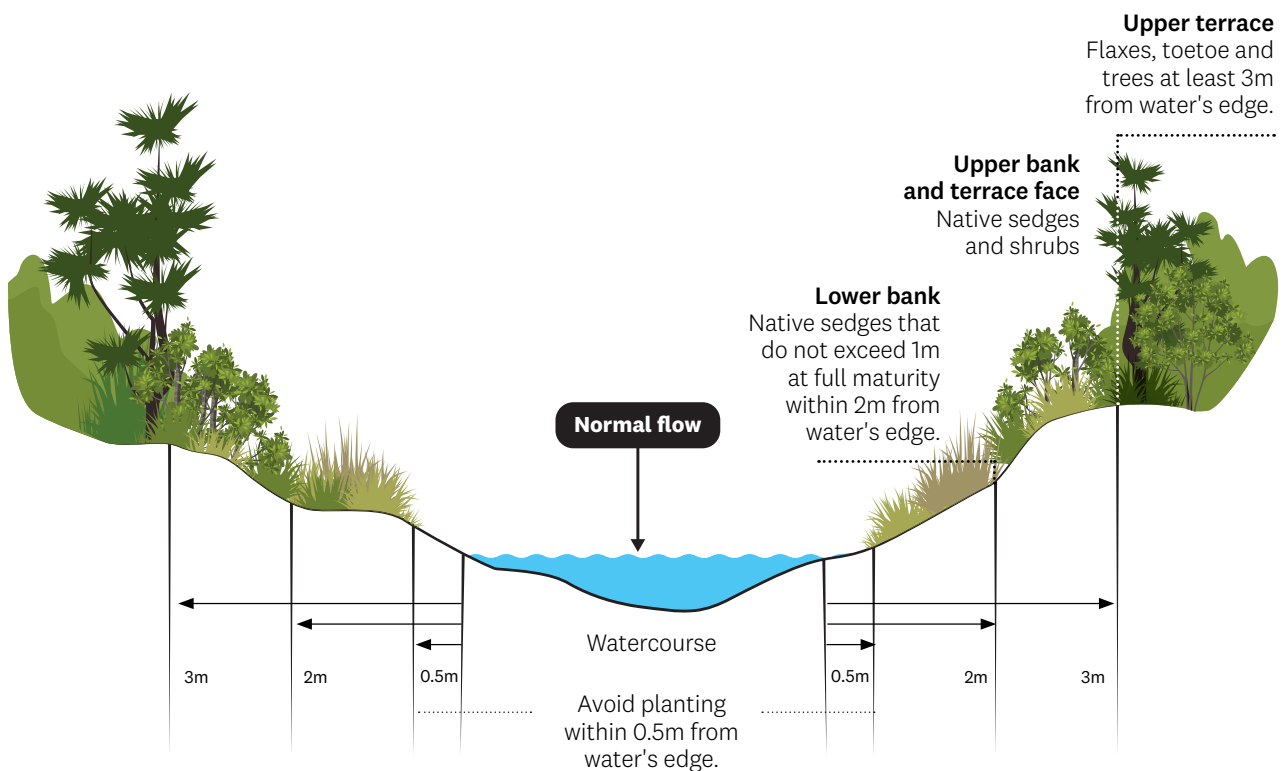 Upper terrace
Flaxes, toetoe and
trees at least 3m
from water's edge.
Upper bank
and terrace face
Native sedges
and shrubs
Lower bank
Native sedges that
do not exceed 1m
at full maturity
within 2m from
water's edge.
Normal flow
Watercourse
3m
2m
0.5m
0.5m
2m
3m
Avoid planting
within 0.5m from
water's edge.